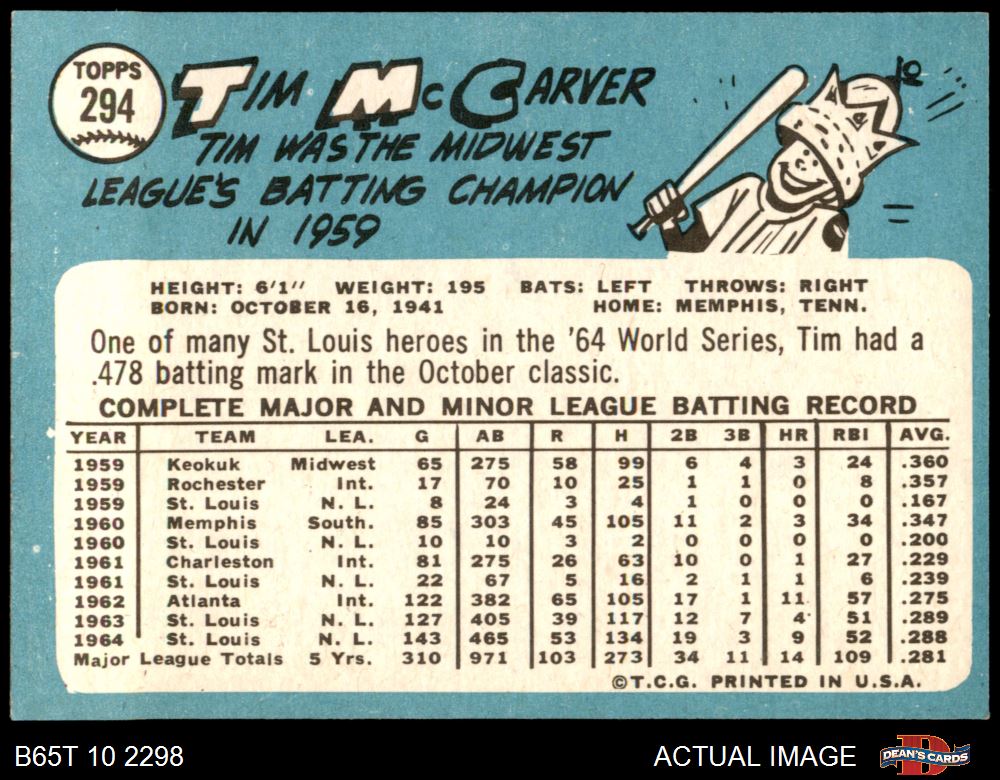 TOPPS
294
TIM McCARVER
TIM WAS THE MIDWEST
LEAGUE'S BATTING CHAMPION
IN 1959
HEIGHT: 6'1'' WEIGHT: 195 BATS: LEFT THROWS: RIGHT
BORN: OCTOBER 16, 1941 HOME: MEMPHIS, TENN.
One of many St. Louis heroes in the '64 World Series, Tim had a
.478 batting mark in the October classic.
COMPLETE MAJOR AND MINOR LEAGUE BATTING RECORD
YEAR TEAM LEA. G AB R H 2B 3B HR RBI AVG.
1959 Keokuk Midwest 65 275 58 99 6 4 3 24 .360
1959 Rochester Int. 17 70 10 25 1 1 0 8 .357
1959 St. Louis N. L. 8 24 3 4 1 0 0 0 .167
1960 Memphis South. 85 303 45 105 11 2 3 34 .347
1960 St. Louis N. L. 10 10 3 2 0 0 0 0 .200
1961 Charleston Int. 81 275 26 63 10 0 1 27 .229
1961 St. Louis N. L. 22 67 5 16 2 1 1 6 .239
1962 Atlanta Int. 122 382 65 105 17 1 11 57 .275
1963 St. Louis N. L. 127 405 39 117 12 7 4 51 .289
1964 St. Louis N. L. 143 465 53 134 19 3 9 52 .288
Major League Totals 5 Yrs. 310 971 103 273 34 11 14 109 .281
©T.C.G. PRINTED IN U.S.A.
B65T 10 2298 ACTUAL IMAGE
DEAN'S CARDS